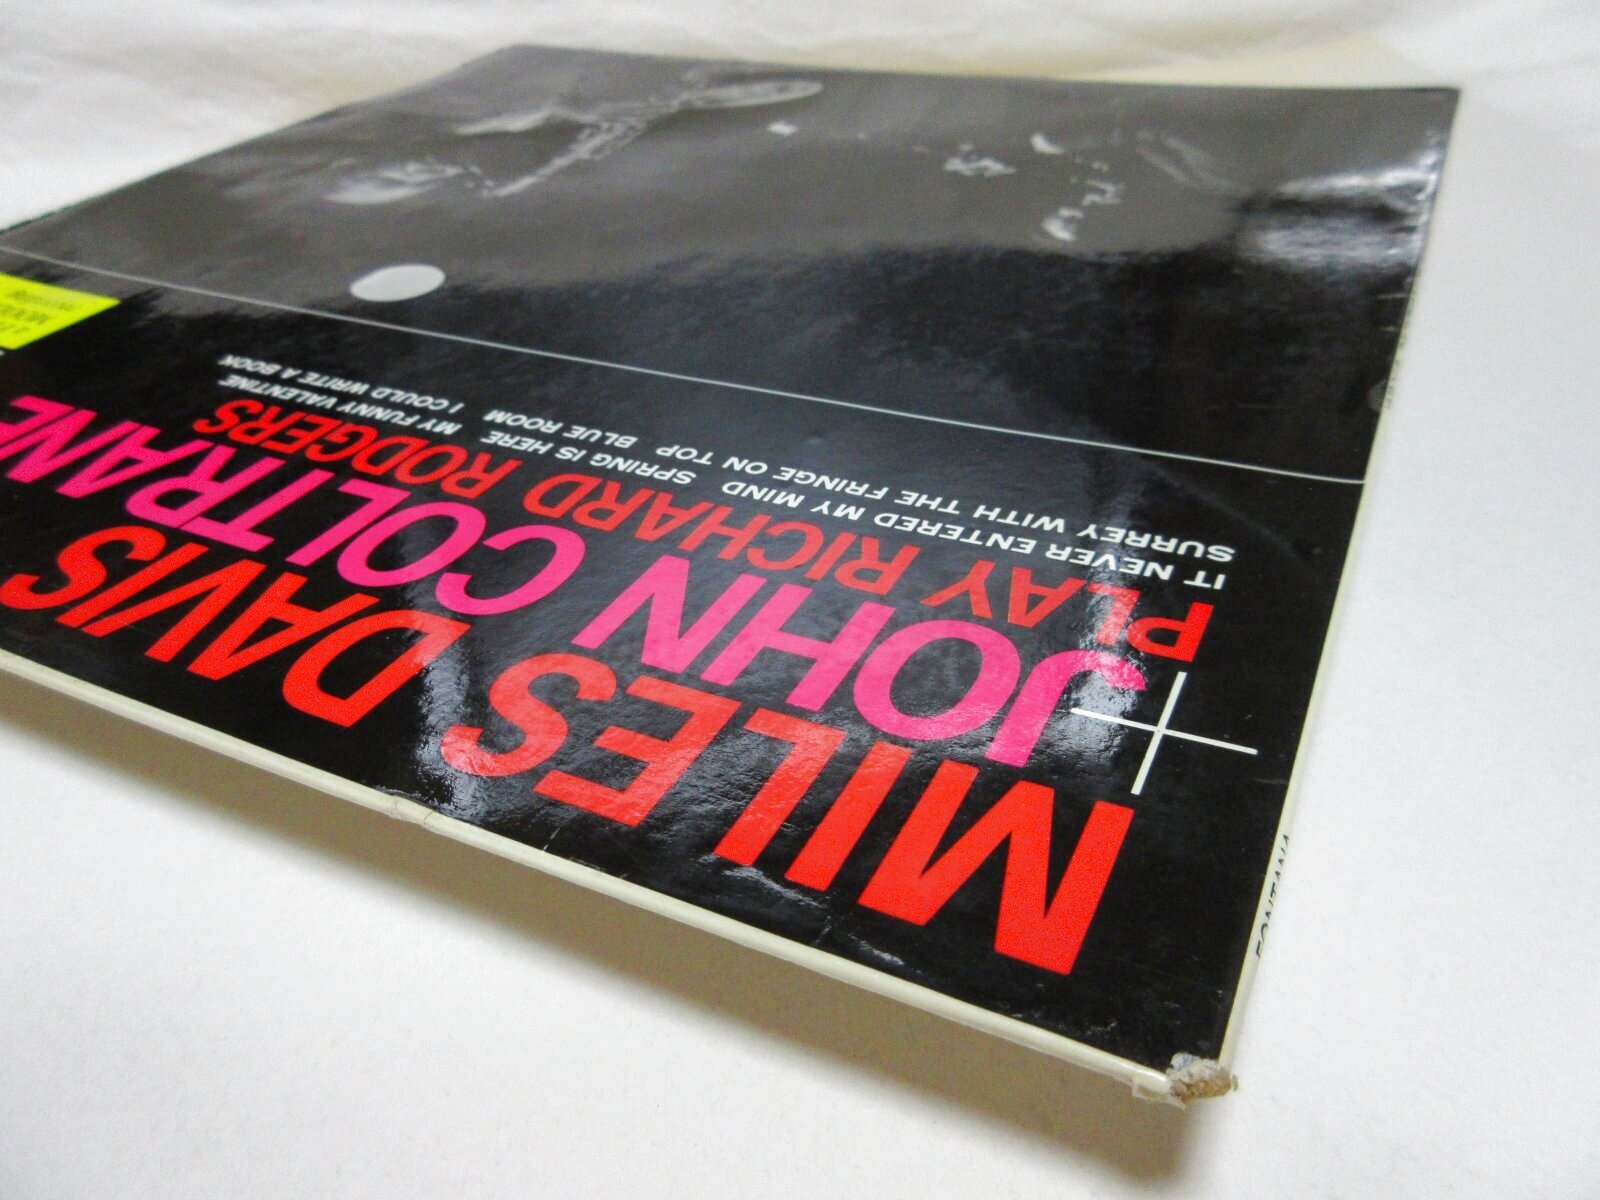 MILES DAVIS
+JOHN COLTRANE
PLAY RICHARD RODGERS
IT NEVER ENTERED MY MIND SPRING IS HERE MY FUNNY VALENTINE
SURREY WITH THE FRINGE ON TOP BLUE ROOM I COULD WRITE A BOOK
FONTANA